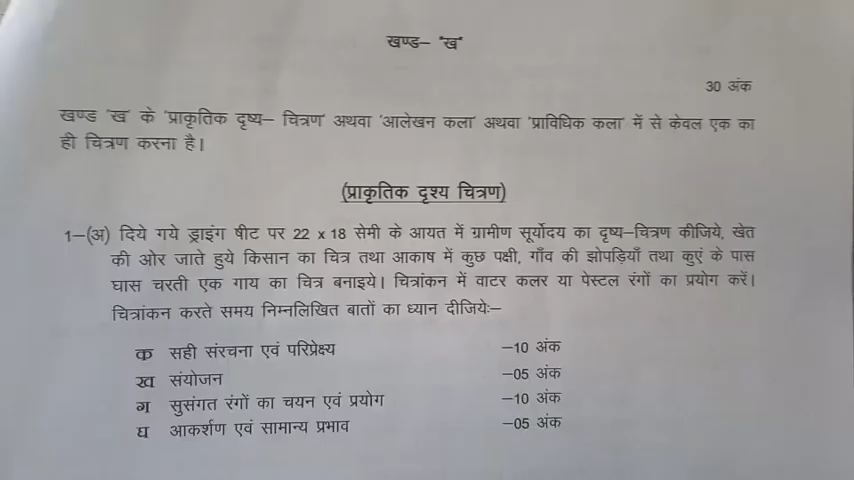 खण्ड– 'ख'
30 अंक
खण्ड 'ख' के 'प्राकृतिक दृष्य– चित्रण' अथवा 'आलेखन कला' अथवा 'प्राविधिक कला' में से केवल एक का
ही चित्रण करना है।
(प्राकृतिक दृश्य चित्रण)
1–(अ) दिये गये ड्राइंग षीट पर 22 x 18 सेमी के आयत में ग्रामीण सूर्योदय का दृष्य–चित्रण कीजिये, खेत
की ओर जाते हुये किसान का चित्र तथा आकाष में कुछ पक्षी, गाँव की झोपड़ियाँ तथा कुएं के पास
घास चरती एक गाय का चित्र बनाइये। चित्रांकन में वाटर कलर या पेस्टल रंगों का प्रयोग करें।
चित्रांकन करते समय निम्नलिखित बातों का ध्यान दीजियेः–
क सही संरचना एवं परिप्रेक्ष्य –10 अंक
ख संयोजन –05 अंक
ग सुसंगत रंगों का चयन एवं प्रयोग –10 अंक
घ आकर्शण एवं सामान्य प्रभाव –05 अंक